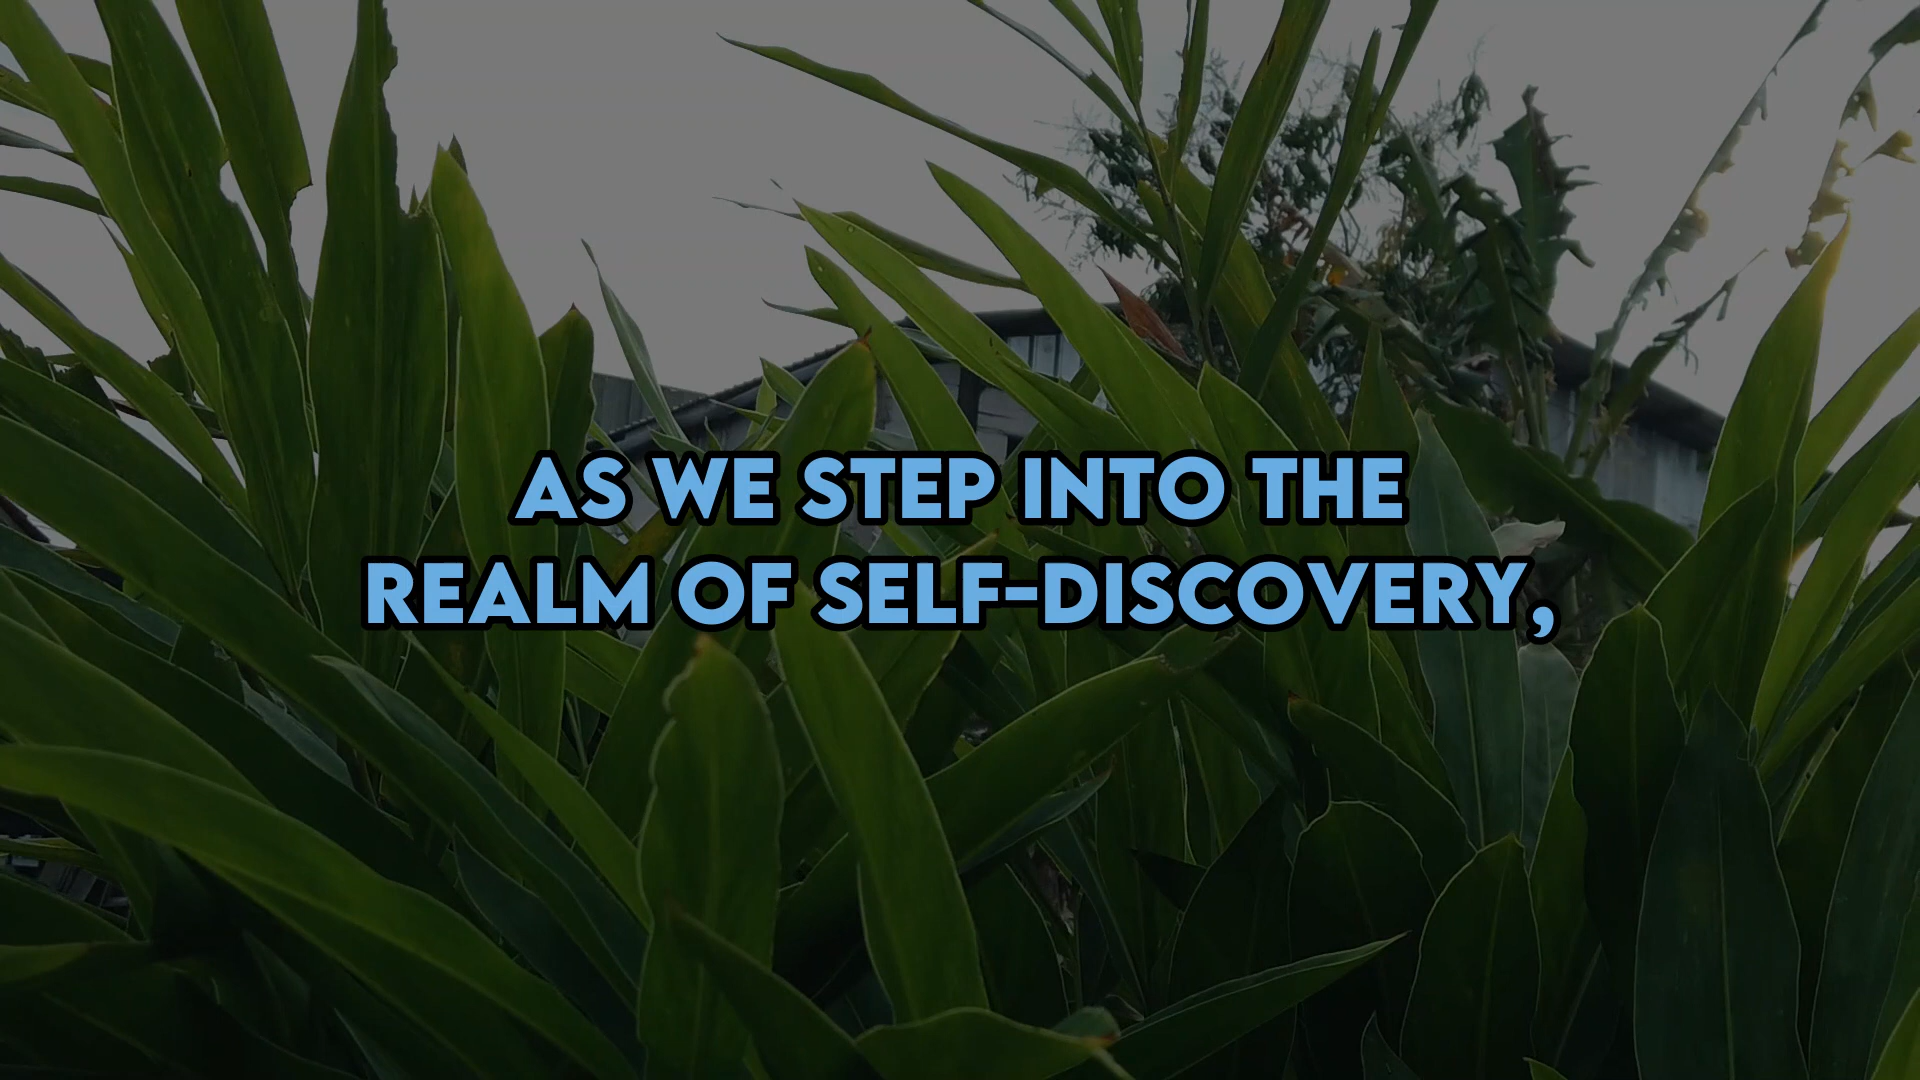 AS WE STEP INTO THE
REALM OF SELF-DISCOVERY,